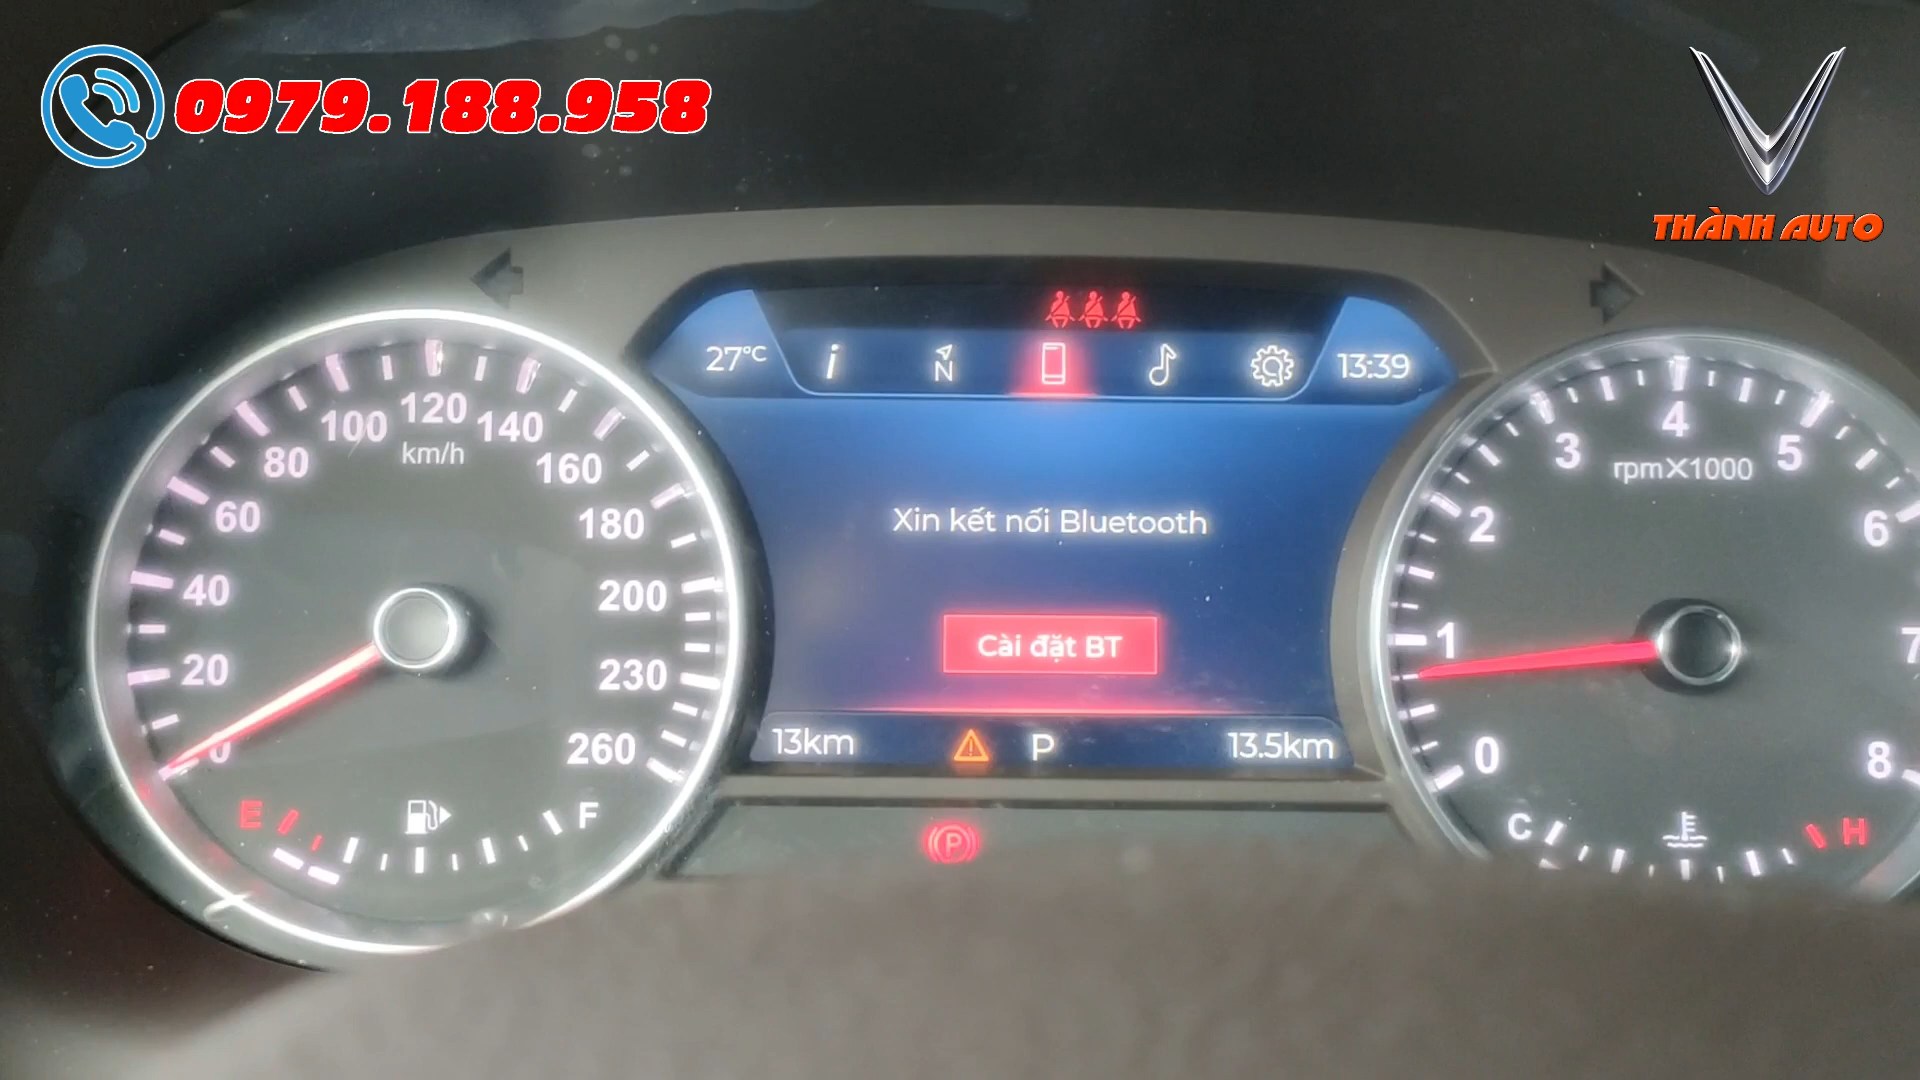 0979.188.958
THÀNH AUTO
27°C
N
13:39
Xin kết nối Bluetooth
Cài đặt BT
13km
P
13.5km
0
20
40
60
80
100
120
140
160
180
200
230
260
km/h
E
F
P
0
1
2
3
4
5
6
7
8
rpmX1000
C
H